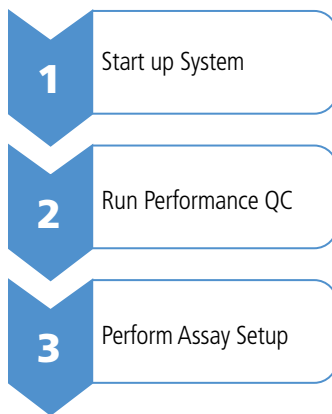 1
Start up System
2
Run Performance QC
3
Perform Assay Setup